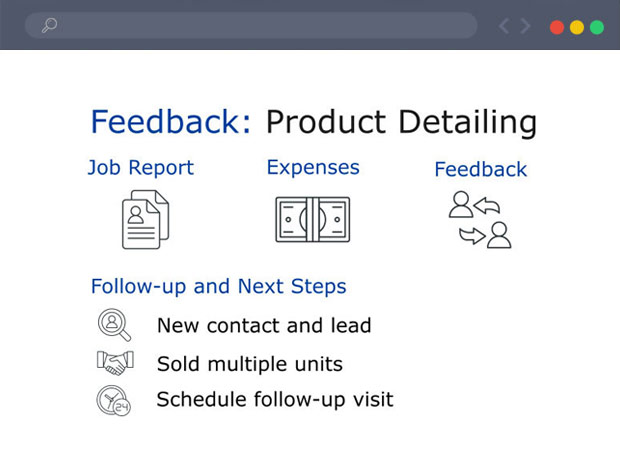 Feedback: Product Detailing
Job Report
Expenses
Feedback
Follow-up and Next Steps
New contact and lead
24
Sold multiple units
Schedule follow-up visit